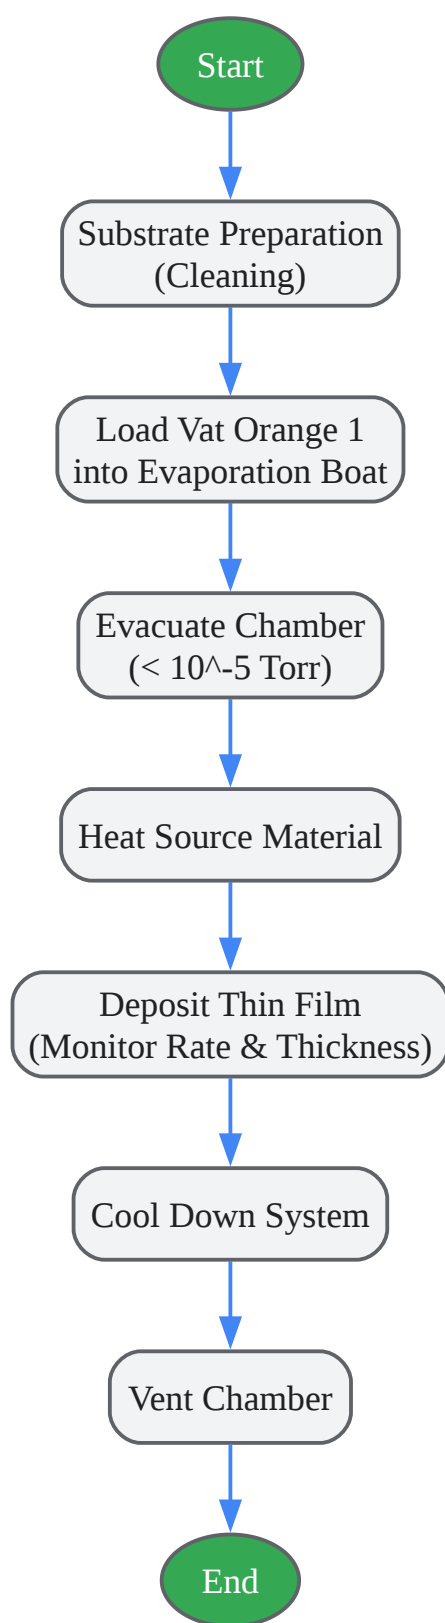 Start
Substrate Preparation
(Cleaning)
Load Vat Orange 1
into Evaporation Boat
Evacuate Chamber
(< 10^-5 Torr)
Heat Source Material
Deposit Thin Film
(Monitor Rate & Thickness)
Cool Down System
Vent Chamber
End